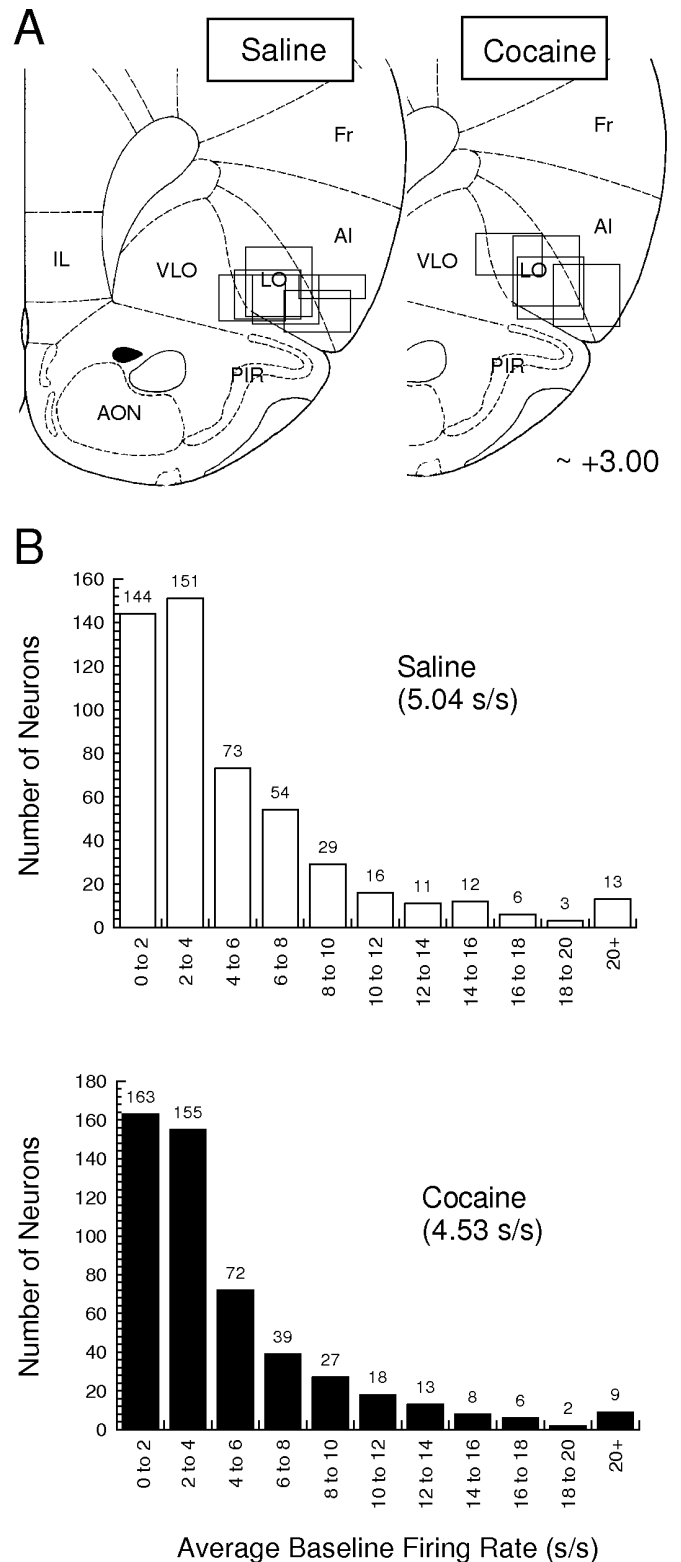 A
Saline
Cocaine
Fr
Fr
AI
AI
IL
VLO
LO
VLO
LO
PIR
PIR
AON
~ +3.00
B
Number of Neurons
160
140
120
100
80
60
40
20
0
144
151
73
54
29
16
11
12
6
3
13
Saline
(5.04 s/s)
0 to 2
2 to 4
4 to 6
6 to 8
8 to 10
10 to 12
12 to 14
14 to 16
16 to 18
18 to 20
20+
Number of Neurons
180
160
140
120
100
80
60
40
20
0
163
155
72
39
27
18
13
8
6
2
9
Cocaine
(4.53 s/s)
0 to 2
2 to 4
4 to 6
6 to 8
8 to 10
10 to 12
12 to 14
14 to 16
16 to 18
18 to 20
20+
Average Baseline Firing Rate (s/s)